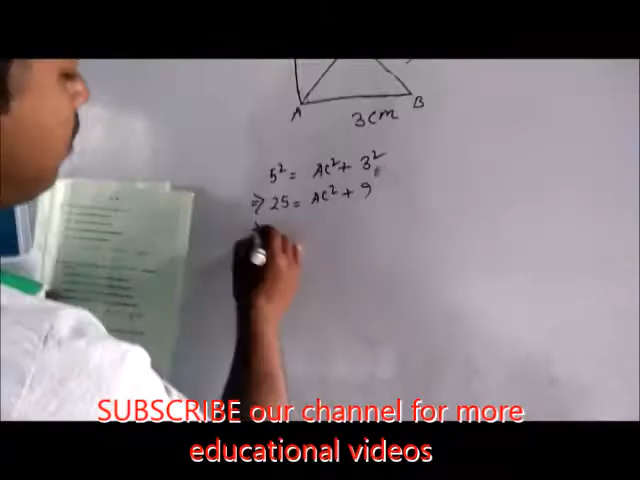 A
B
3cm
5² = AC² + 3²
=> 25 = AC² + 9
SUBSCRIBE our channel for more
educational videos